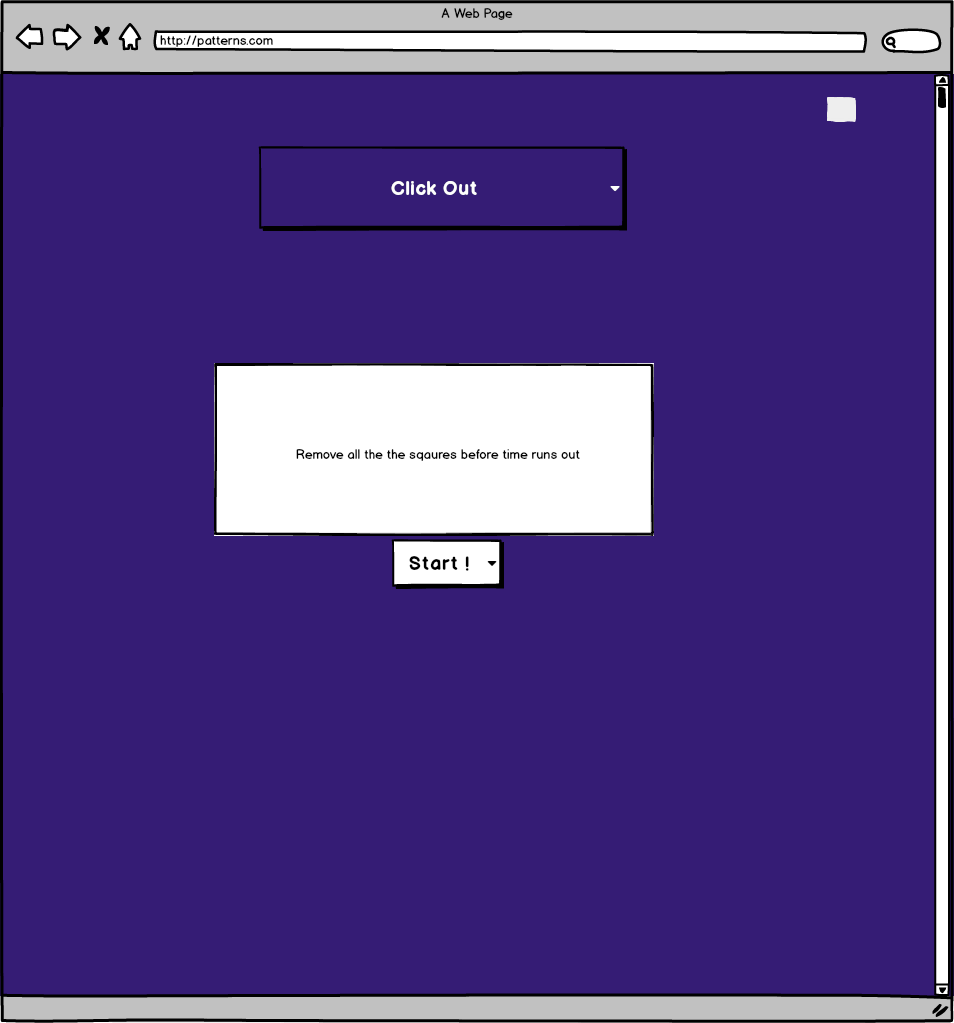 A Web Page
http://patterns.com
Click Out
Remove all the the sqaures before time runs out
Start !